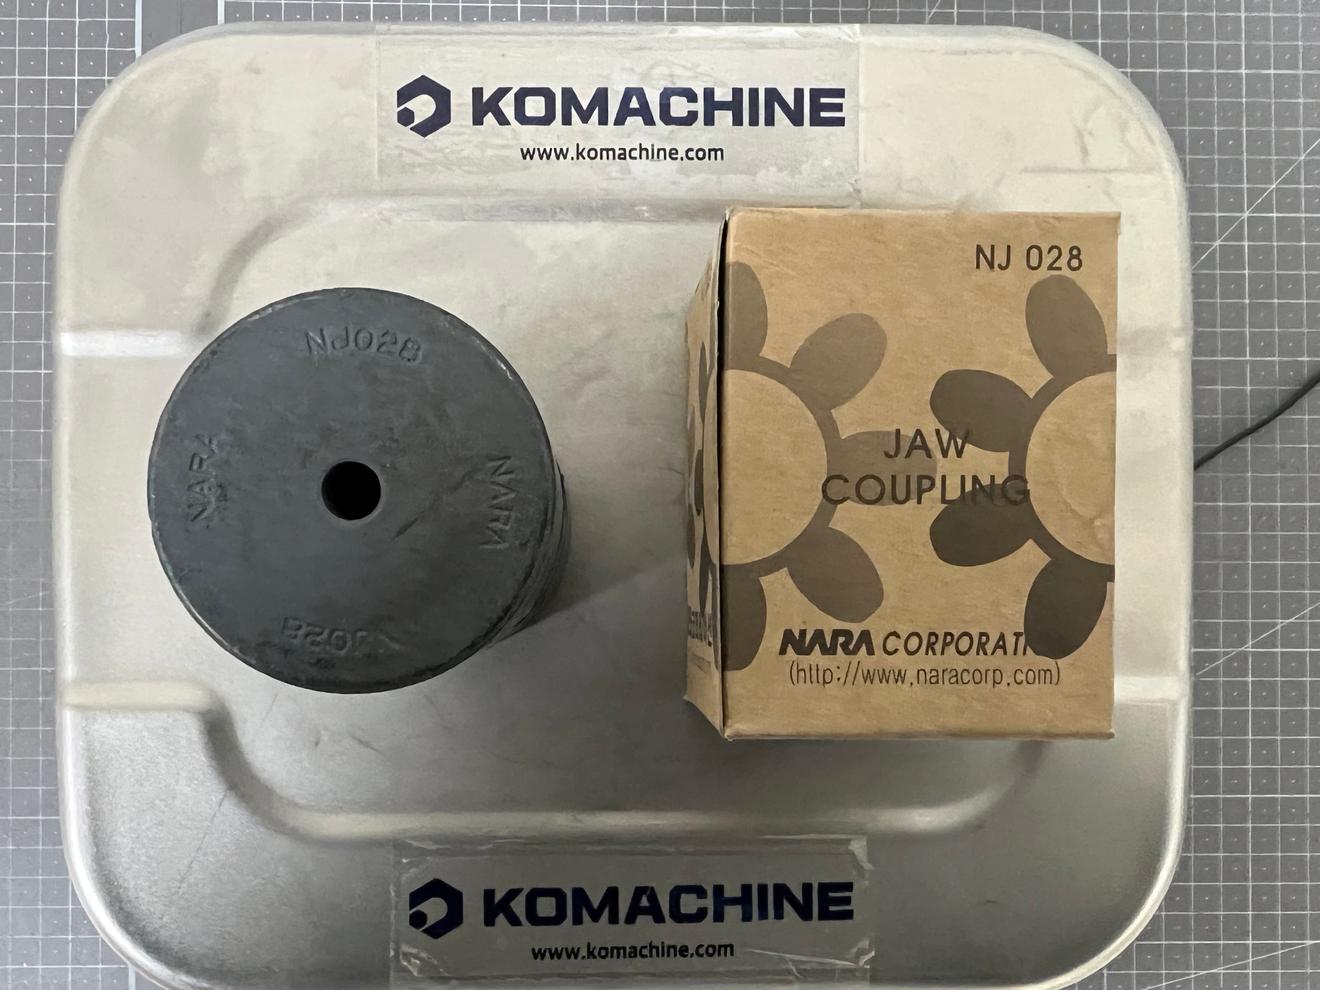 KOMACHINE
www.komachine.com
NJ 028
NJ028
JAW
COUPLING
NARA
NARA
NJ028
NARA CORPORATI
(http://www.naracorp.com)
KOMACHINE
www.komachine.com